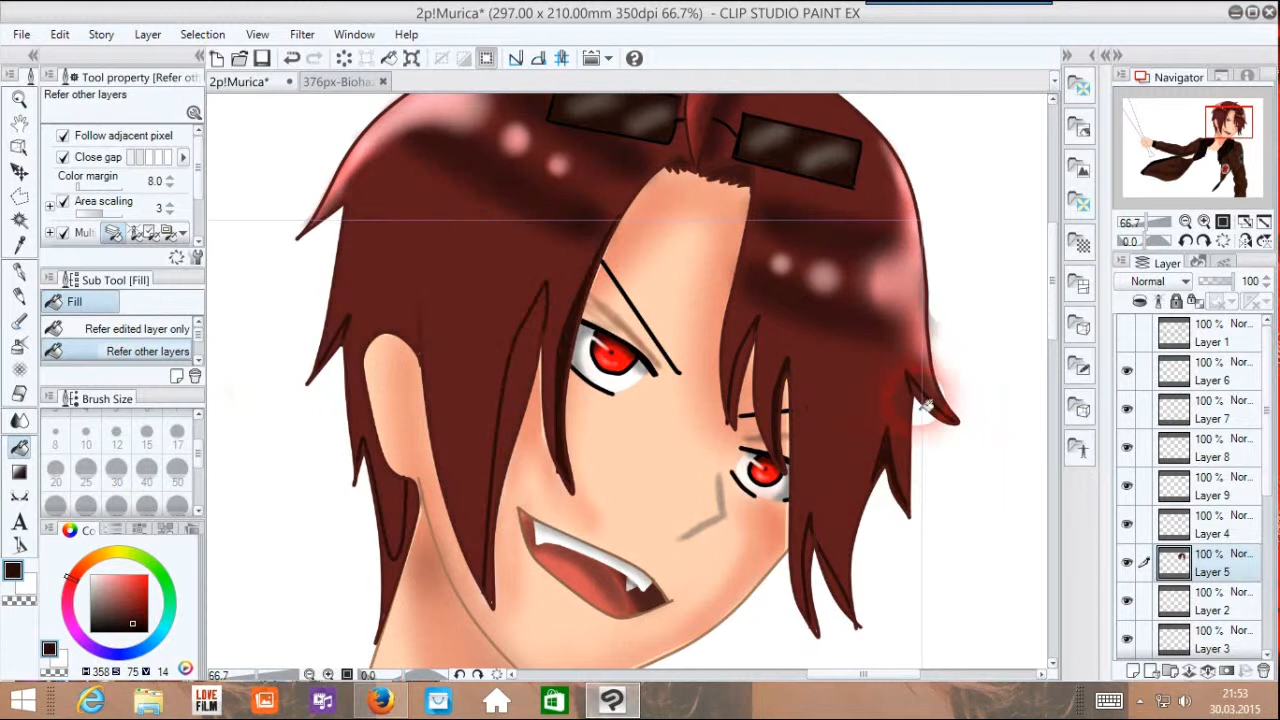 2p!Murica* (297.00 x 210.00mm 350dpi 66.7%) - CLIP STUDIO PAINT EX
File Edit Story Layer Selection View Filter Window Help
Tool property [Refer ot
2p!Murica*
376px-Bioha.
Navigator
Refer other layers
Follow adjacent pixel
Close gap
Color margin
8.0
Area scaling
3
Mult
Sub Tool [Fill]
Fill
Refer edited layer only
Refer other layers
Brush Size
8 10 12 15 17
20 25 30 40 50
Co
H 358 S 75 V 14
66.7
0.0
66.7
0.0
Layer
Normal
100
100 % Nor...
Layer 1
100 % Nor...
Layer 6
100 % Nor...
Layer 7
100 % Nor...
Layer 8
100 % Nor...
Layer 9
100 % Nor...
Layer 4
100 % Nor...
Layer 5
100 % Nor...
Layer 2
100 % Nor...
Layer 3
LOVE
FILM
21:53
30.03.2015